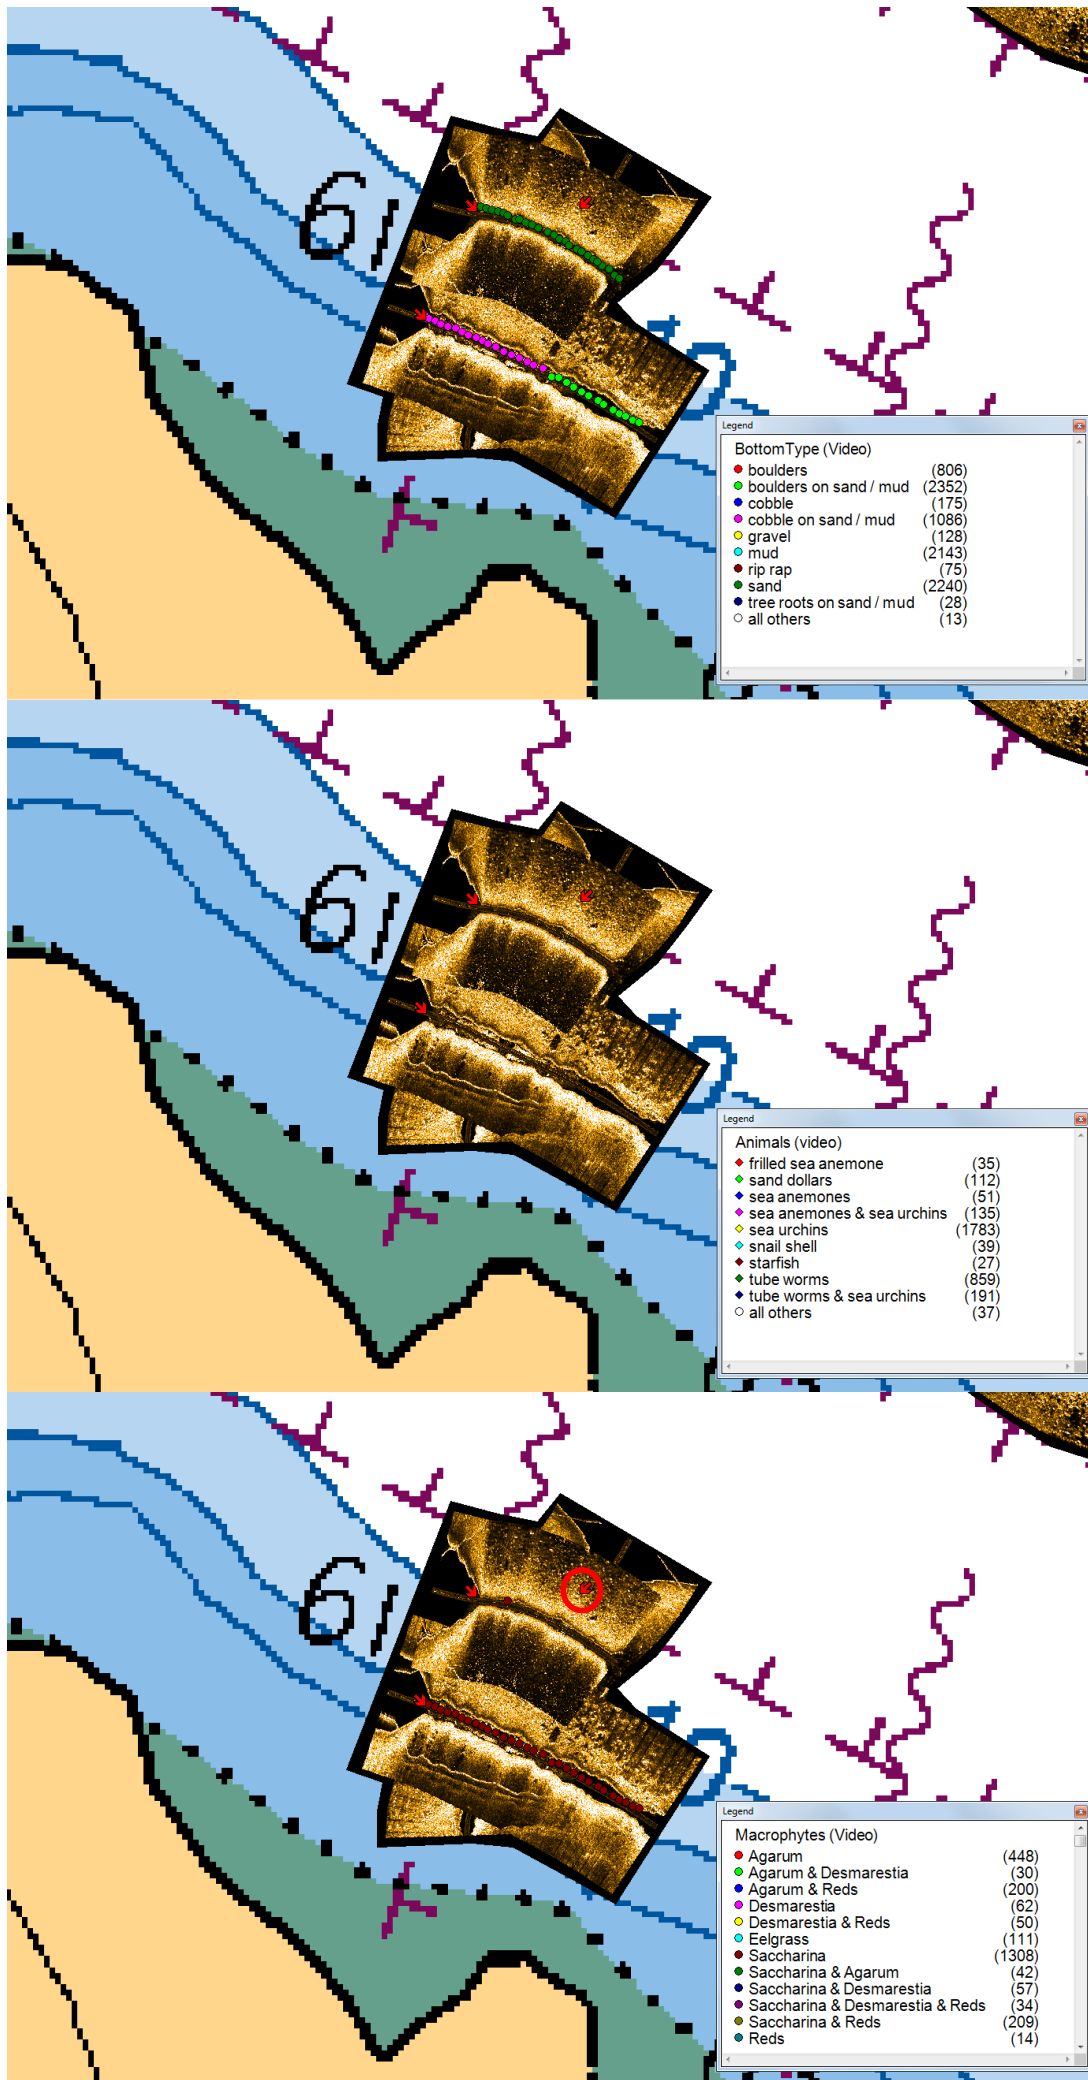 61
Legend
BottomType (Video)
boulders (806)
boulders on sand / mud (2352)
cobble (175)
cobble on sand / mud (1086)
gravel (128)
mud (2143)
rip rap (75)
sand (2240)
tree roots on sand / mud (28)
all others (13)
61
Legend
Animals (video)
frilled sea anemone (35)
sand dollars (112)
sea anemones (51)
sea anemones & sea urchins (135)
sea urchins (1783)
snail shell (39)
starfish (27)
tube worms (859)
tube worms & sea urchins (191)
all others (37)
61
Legend
Macrophytes (Video)
Agarum (448)
Agarum & Desmarestia (30)
Agarum & Reds (200)
Desmarestia (62)
Desmarestia & Reds (50)
Eelgrass (111)
Saccharina (1308)
Saccharina & Agarum (42)
Saccharina & Desmarestia (57)
Saccharina & Desmarestia & Reds (34)
Saccharina & Reds (209)
Reds (14)